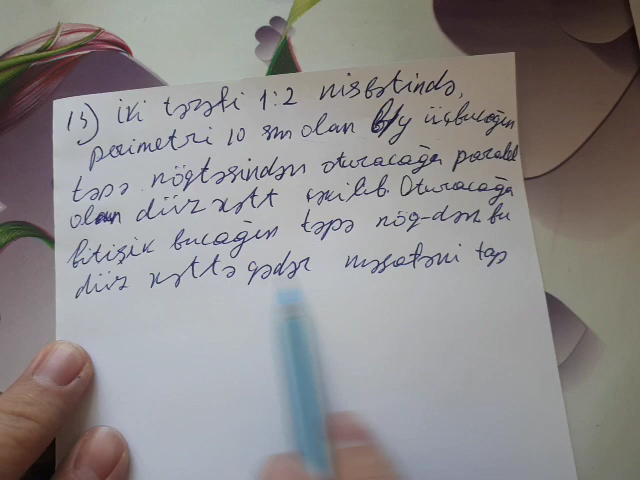 13) iki tərəfi 1:2 nisbətində,
perimetri 10 sm olan b/y üçbucağın
təpə nöqtəsindən oturacağa paralel
olan düz xətt çəkilib. Oturacağa
bitişik bucağın təpə nöq-dən bu
düz xəttə qədər məsafəni tap